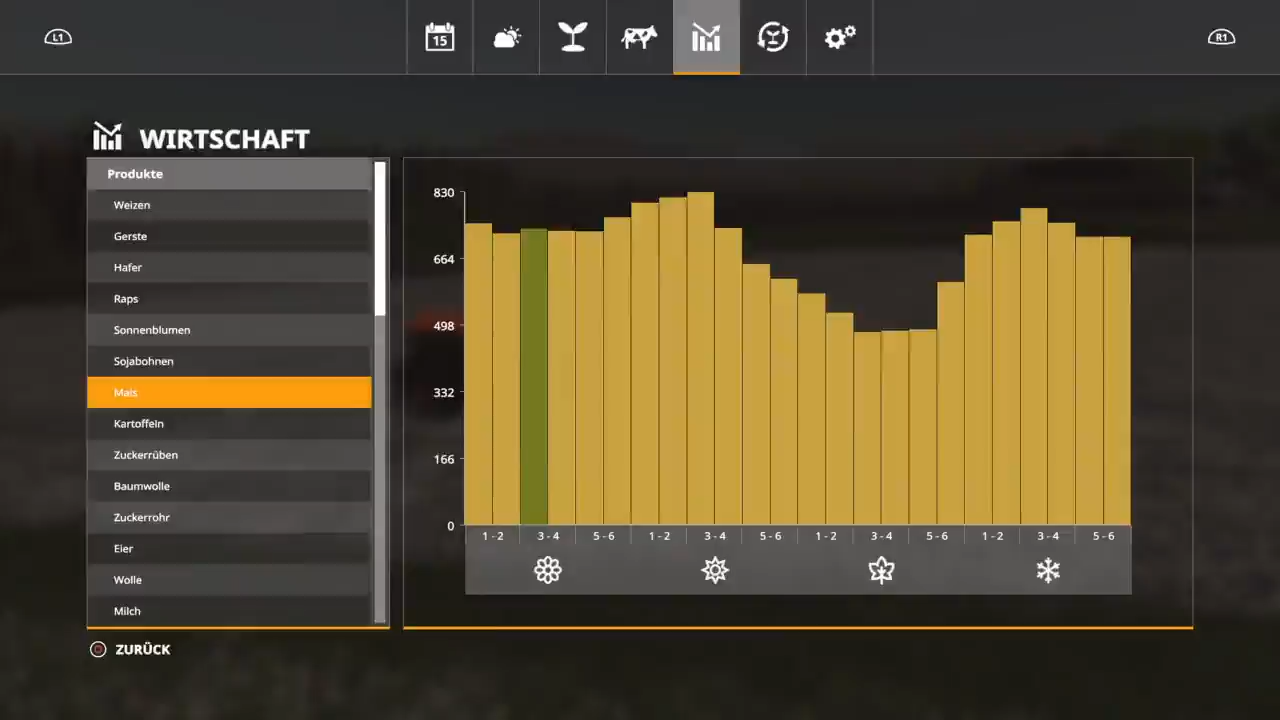 L1
15
R1
WIRTSCHAFT
Produkte
Weizen
Gerste
Hafer
Raps
Sonnenblumen
Sojabohnen
Mais
Kartoffeln
Zuckerrüben
Baumwolle
Zuckerrohr
Eier
Wolle
Milch
830
664
498
332
166
0
1 - 2 3 - 4 5 - 6 1 - 2 3 - 4 5 - 6 1 - 2 3 - 4 5 - 6 1 - 2 3 - 4 5 - 6
ZURÜCK